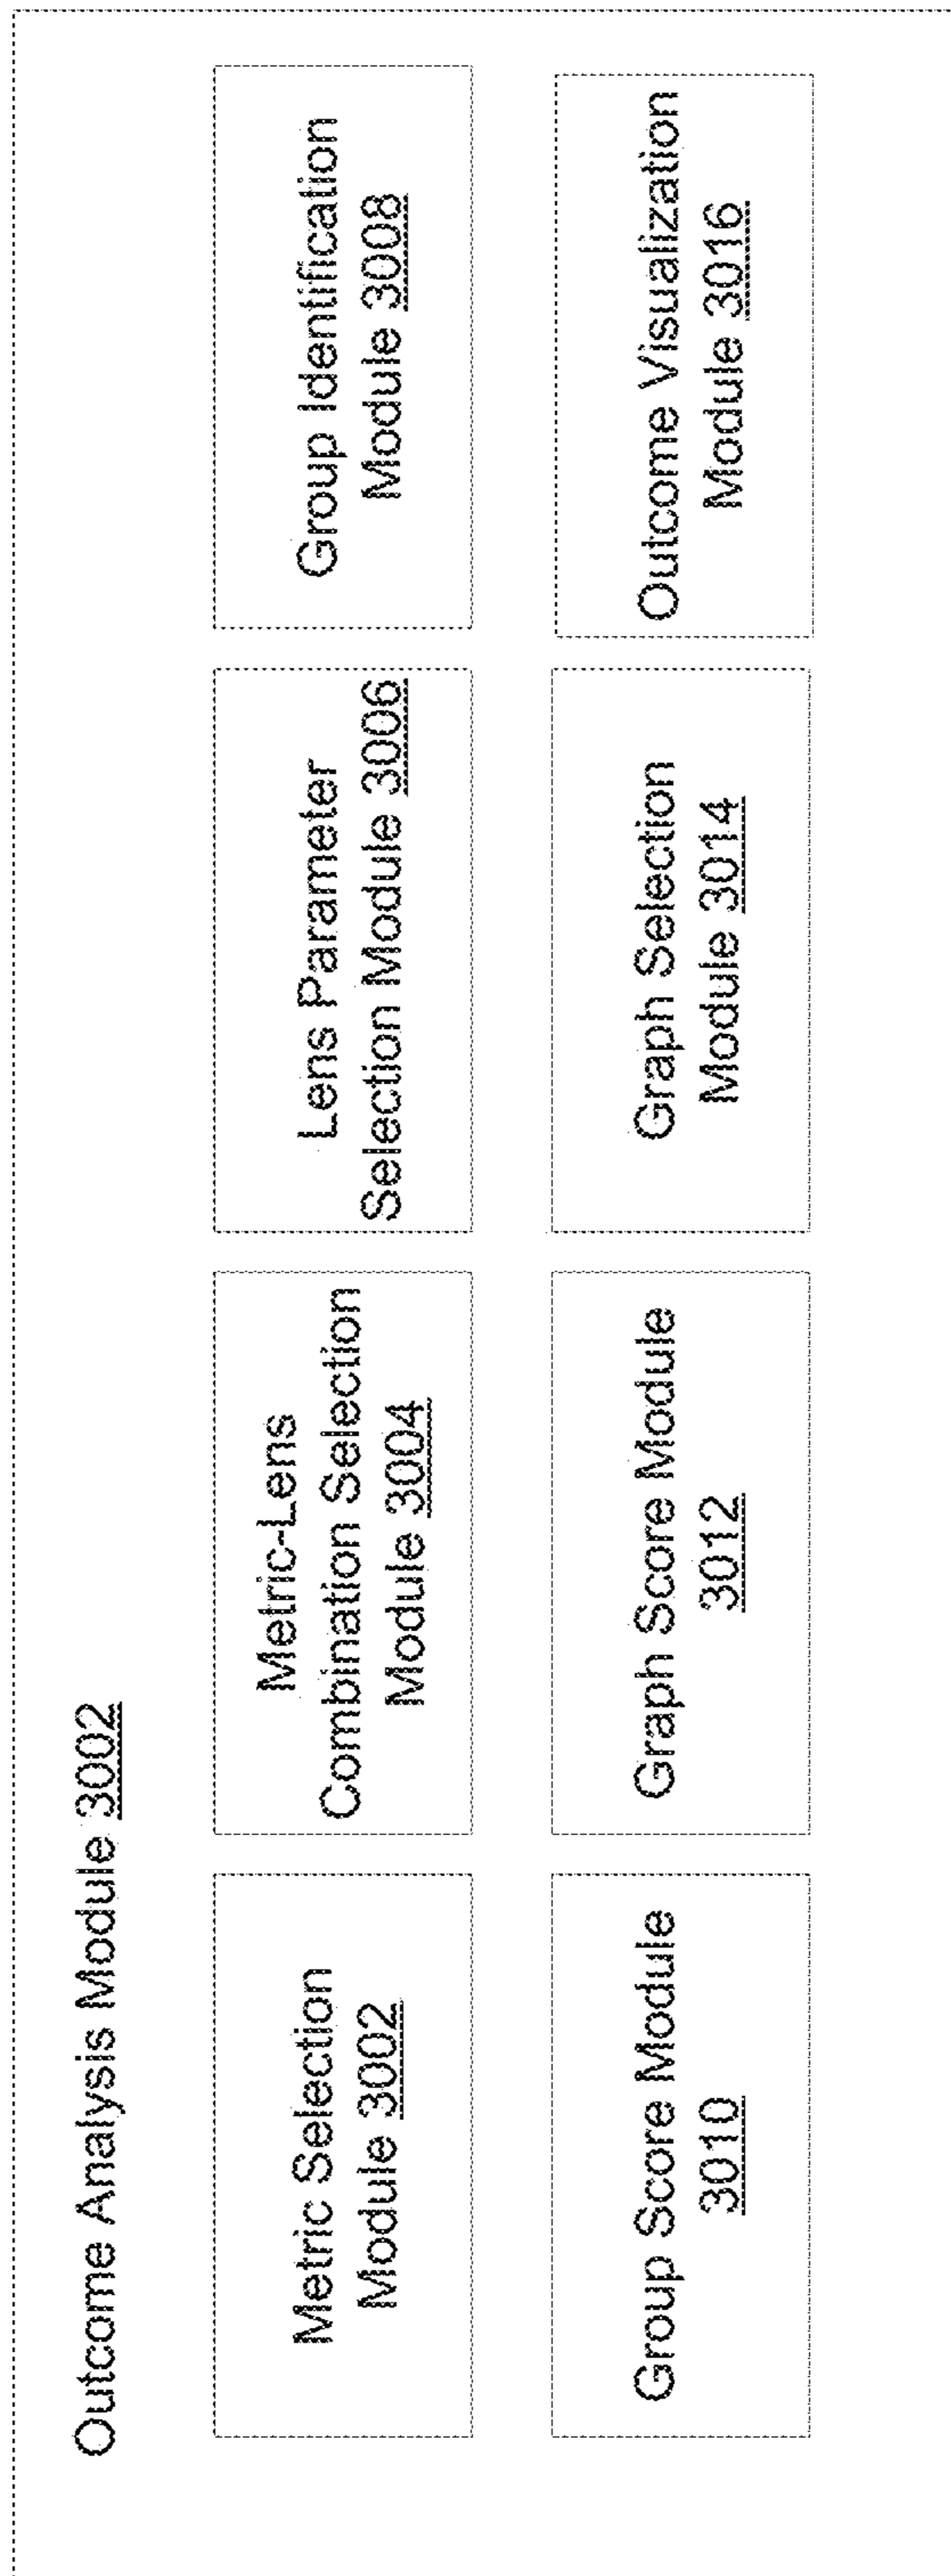 Outcome Analysis Module 3002
Metric Selection
Module 3002
Metric-Lens
Combination Selection
Module 3004
Lens Parameter
Selection Module 3006
Group Identification
Module 3008
Group Score Module
3010
Graph Score Module
3012
Graph Selection
Module 3014
Outcome Visualization
Module 3016